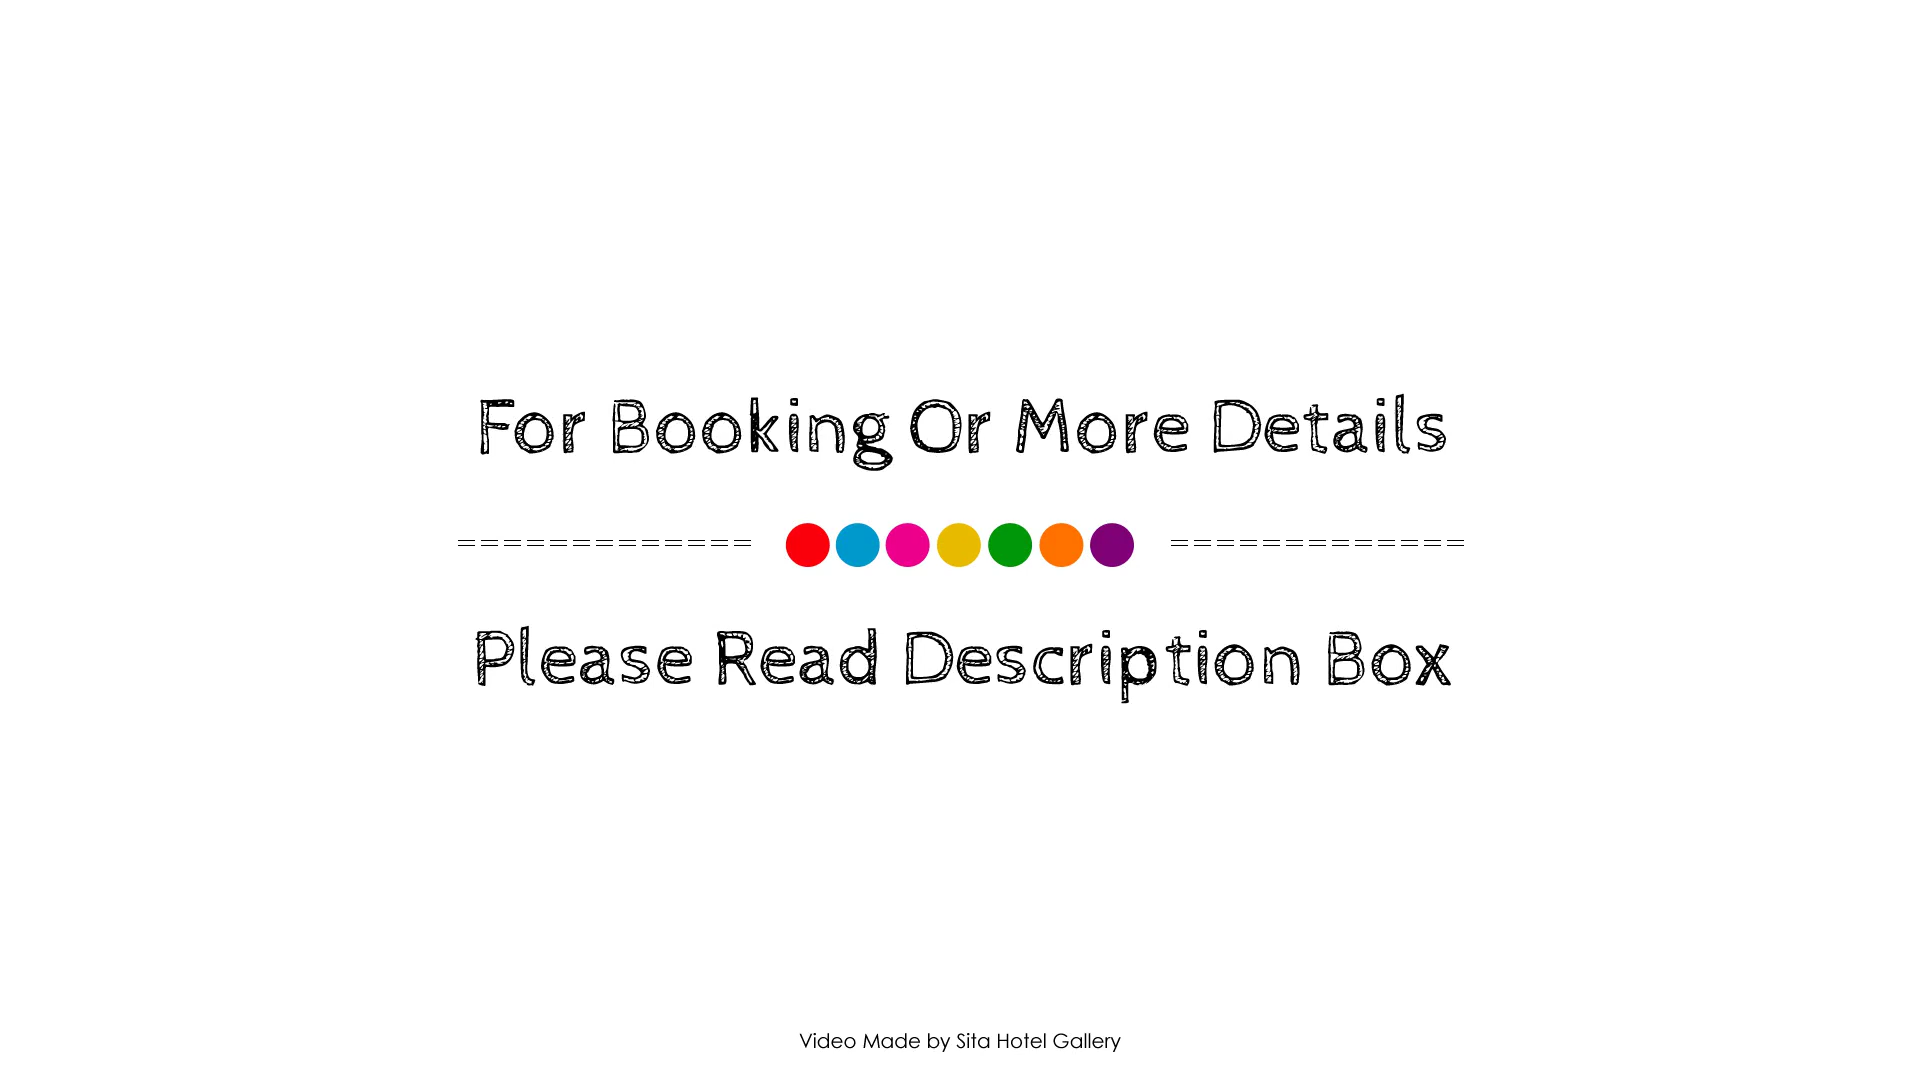 For Booking Or More Details
============= =============
Please Read Description Box
Video Made by Sita Hotel Gallery